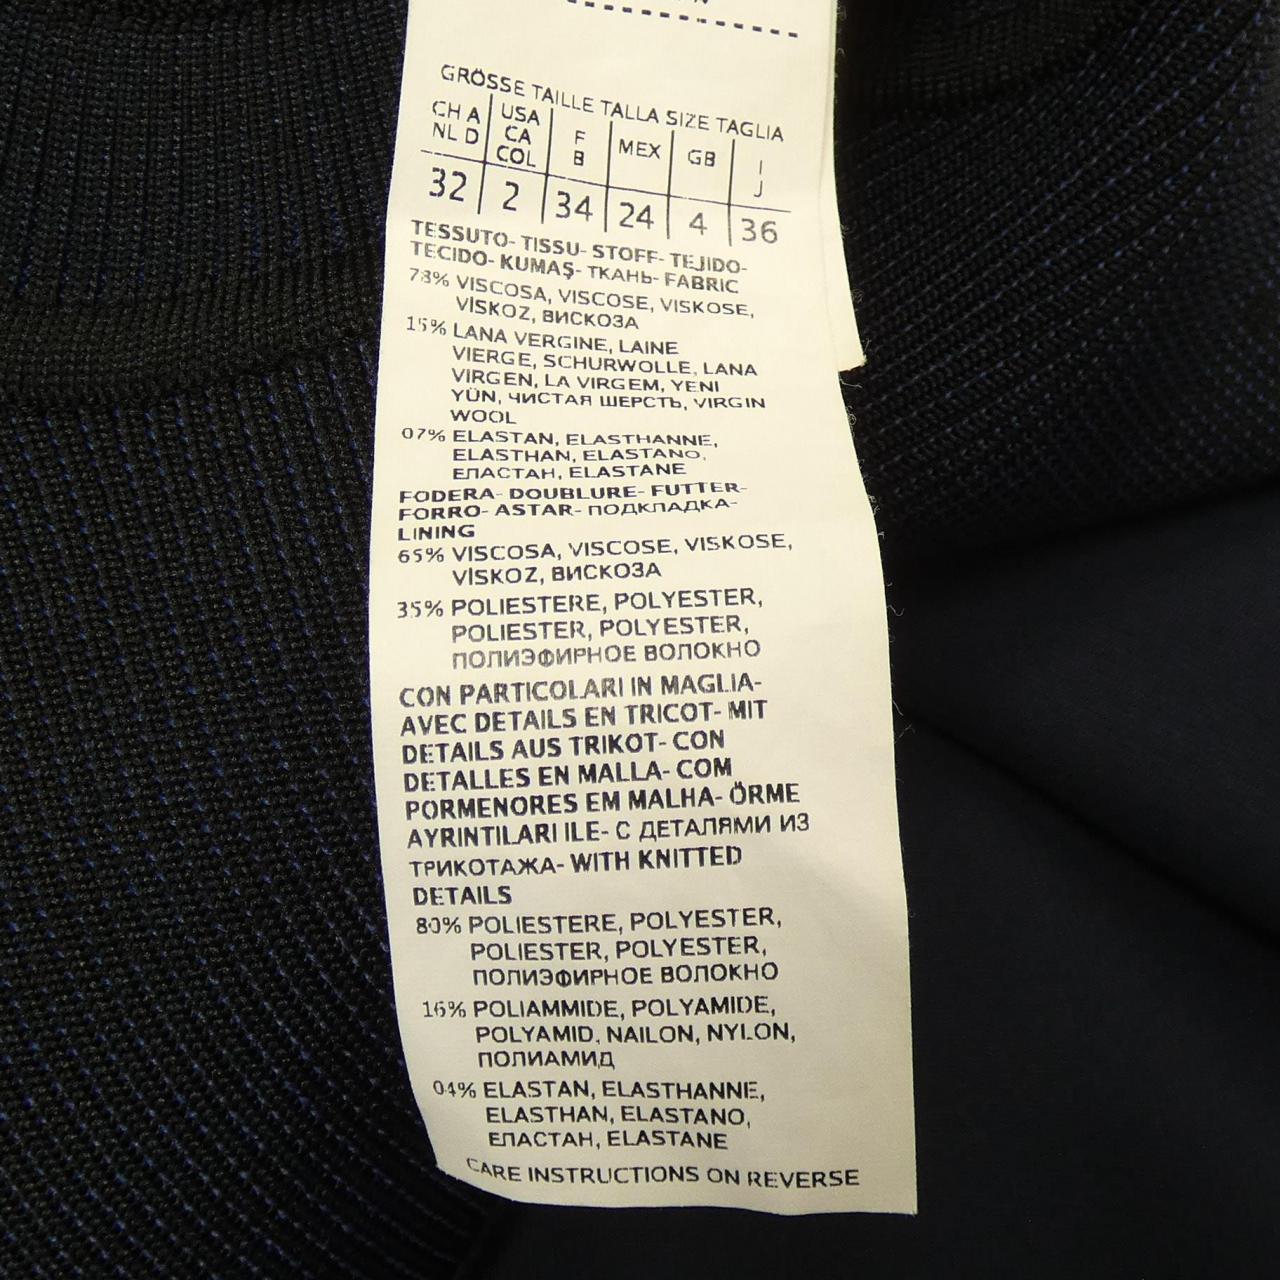 GRÖSSE TAILLE TALLA SIZE TAGLIA
CH A USA F MEX GB I
NL D CA B J
COL
32 2 34 24 4 36
TESSUTO- TISSU- STOFF- TEJIDO-
TECIDO- KUMAŞ- ТКАНЬ- FABRIC
78% VISCOSA, VISCOSE, VISKOSE,
VİSKOZ, ВИСКОЗА
15% LANA VERGINE, LAINE
VIERGE, SCHURWOLLE, LANA
VIRGEN, LA VIRGEM, YENI
YÜN, ЧИСТАЯ ШЕРСТЬ, VIRGIN
WOOL
07% ELASTAN, ELASTHANNE,
ELASTHAN, ELASTANO,
ЕЛАСТАН, ELASTANE
FODERA- DOUBLURE- FUTTER-
FORRO- ASTAR- ПОДКЛАДКА-
LINING
65% VISCOSA, VISCOSE, VISKOSE,
VİSKOZ, ВИСКОЗА
35% POLIESTERE, POLYESTER,
POLIESTER, POLYESTER,
ПОЛИЭФИРНОЕ ВОЛОКНО
CON PARTICOLARI IN MAGLIA-
AVEC DETAILS EN TRICOT- MIT
DETAILS AUS TRIKOT- CON
DETALLES EN MALLA- COM
PORMENORES EM MALHA- ÖRME
AYRINTILARI ILE- С ДЕТАЛЯМИ ИЗ
ТРИКОТАЖА- WITH KNITTED
DETAILS
80% POLIESTERE, POLYESTER,
POLIESTER, POLYESTER,
ПОЛИЭФИРНОЕ ВОЛОКНО
16% POLIAMMIDE, POLYAMIDE,
POLYAMID, NAILON, NYLON,
ПОЛИАМИД
04% ELASTAN, ELASTHANNE,
ELASTHAN, ELASTANO,
ЕЛАСТАН, ELASTANE
CARE INSTRUCTIONS ON REVERSE